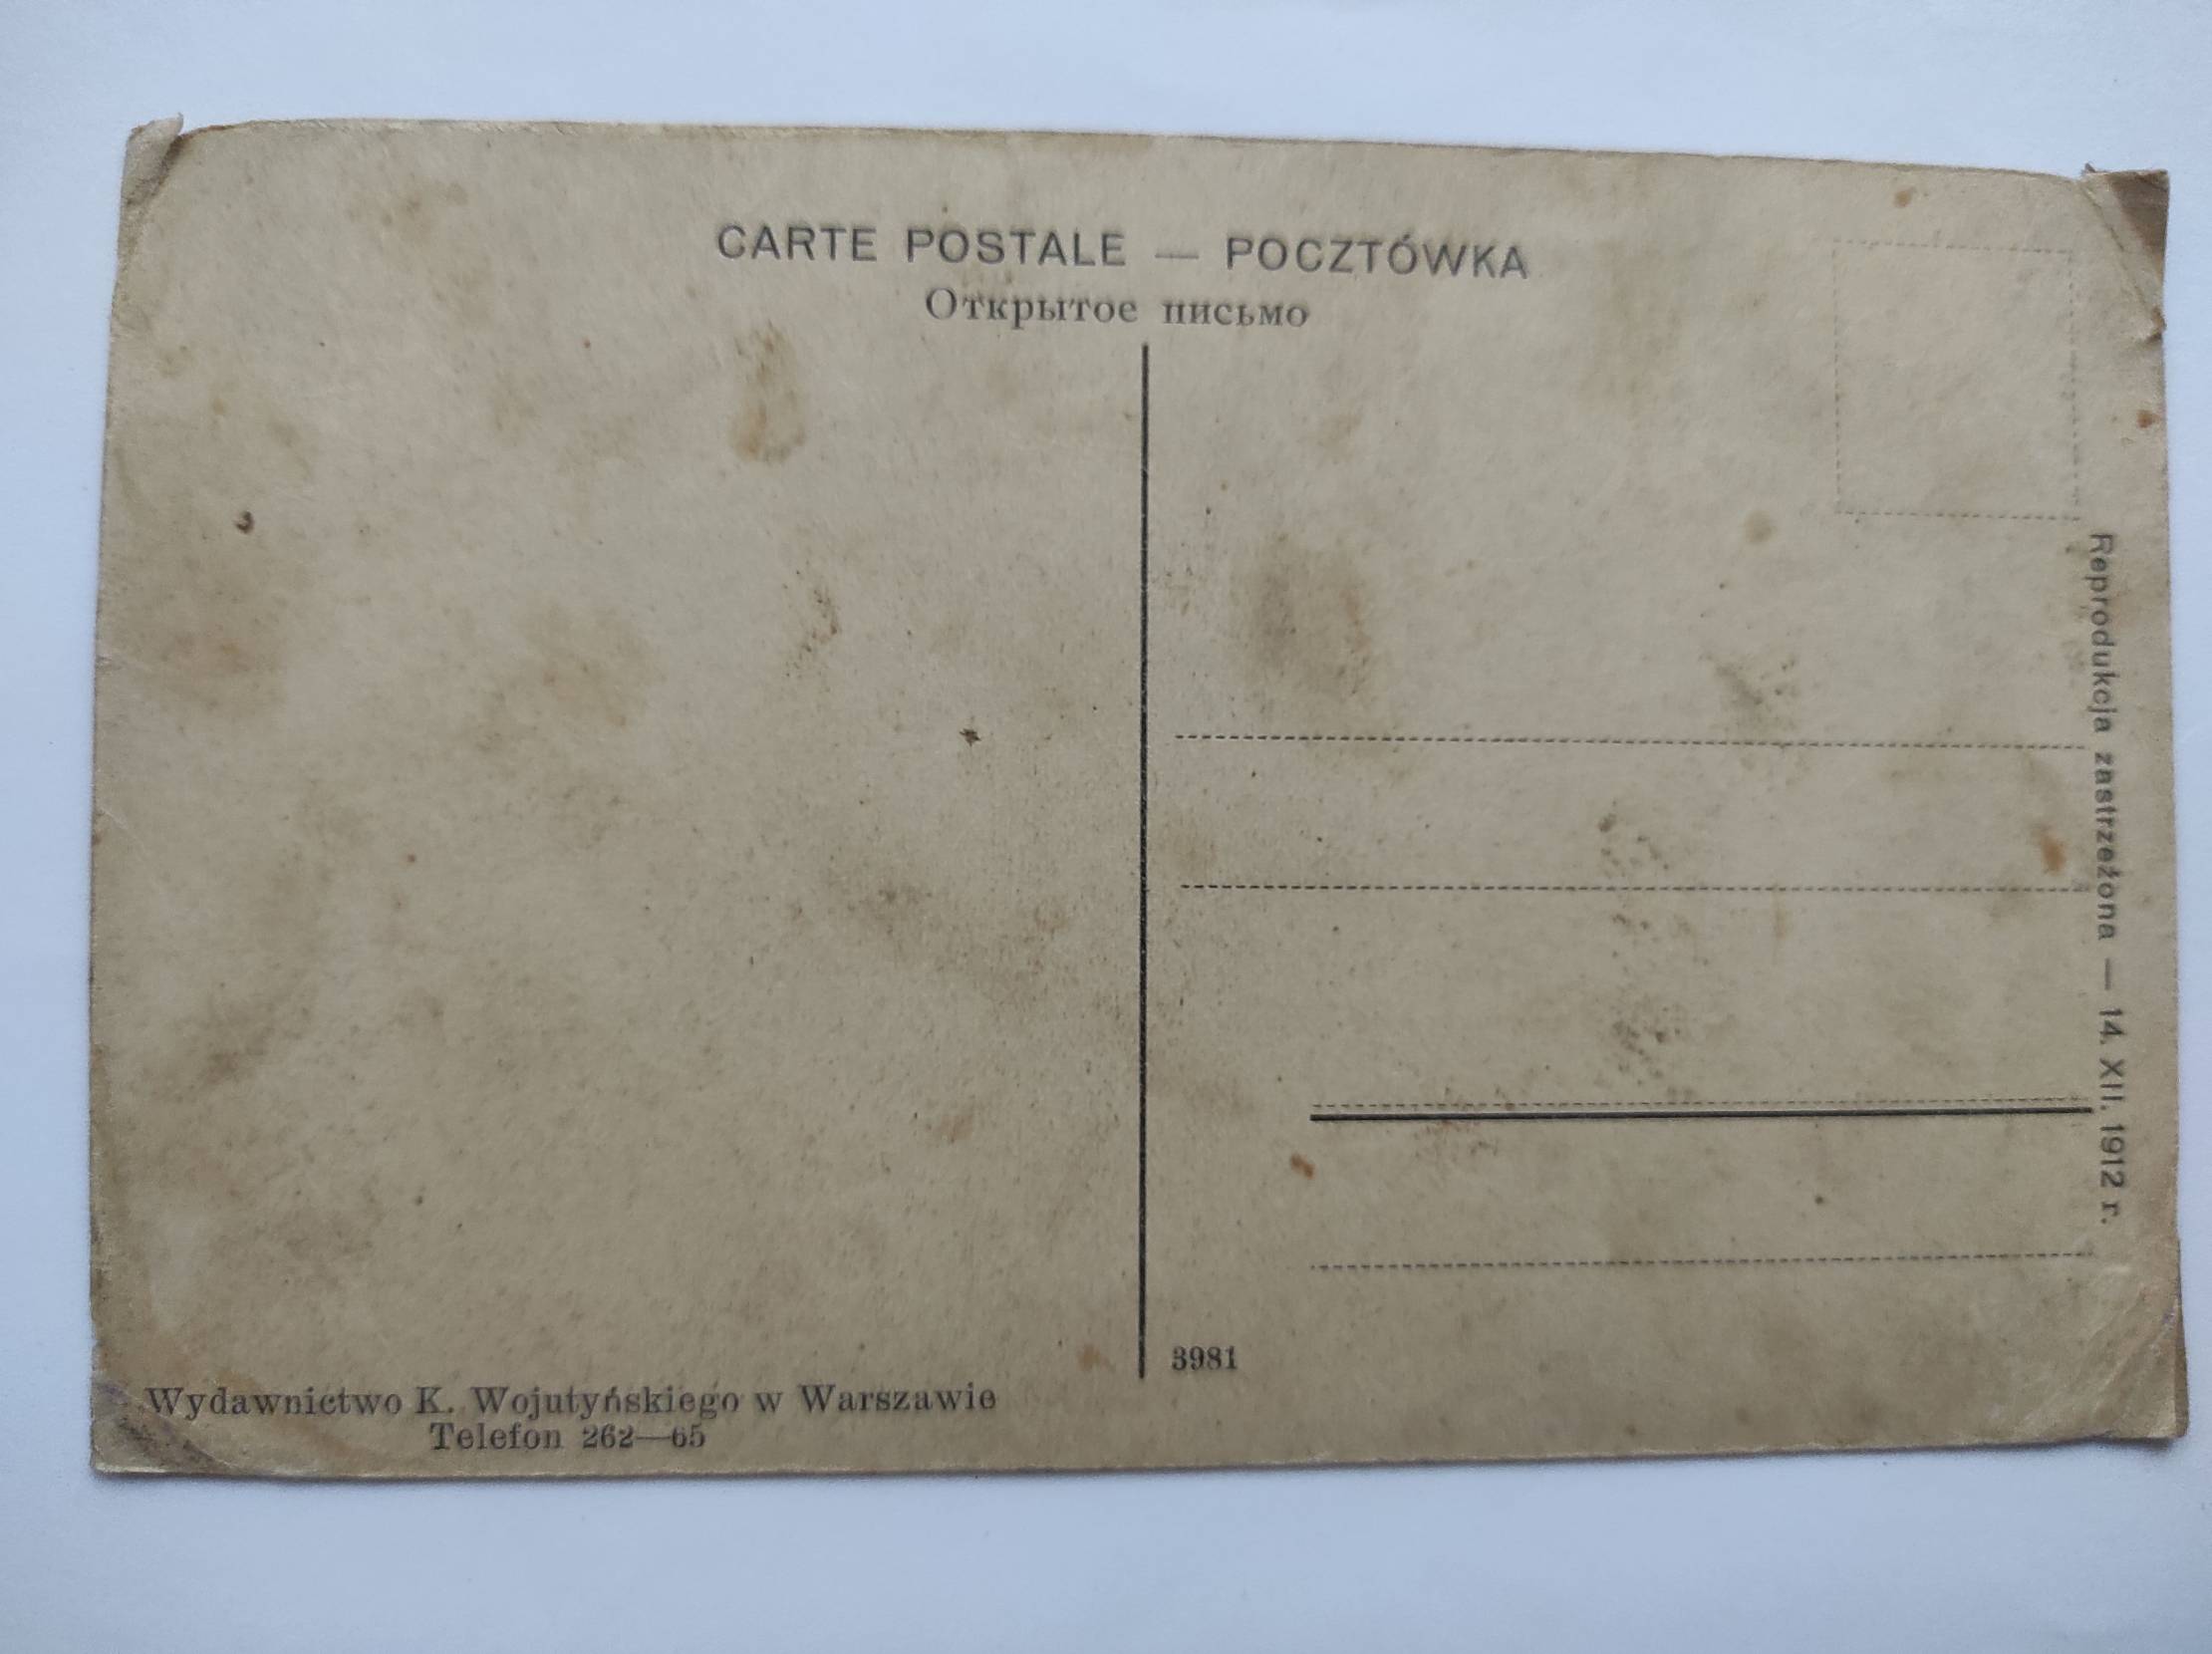 CARTE POSTALE — POCZTÓWKA
Открытое письмо
Reprodukcja zastrzeżona — 14. XII. 1912 r.
3981
Wydawnictwo K. Wojutyńskiego w Warszawie
Telefon 262—65